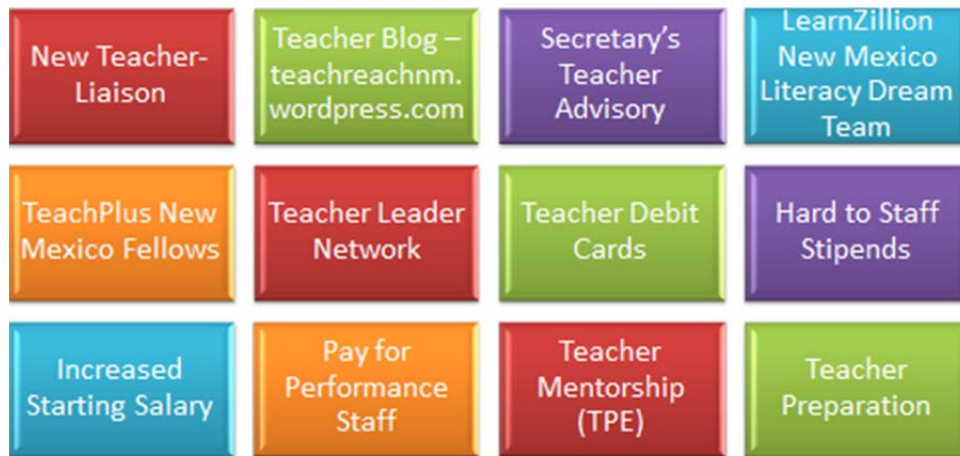 New Teacher-
Liaison
Teacher Blog –
teachreachnm.
wordpress.com
Secretary's
Teacher
Advisory
LearnZillion
New Mexico
Literacy Dream
Team
TeachPlus New
Mexico Fellows
Teacher Leader
Network
Teacher Debit
Cards
Hard to Staff
Stipends
Increased
Starting Salary
Pay for
Performance
Staff
Teacher
Mentorship
(TPE)
Teacher
Preparation